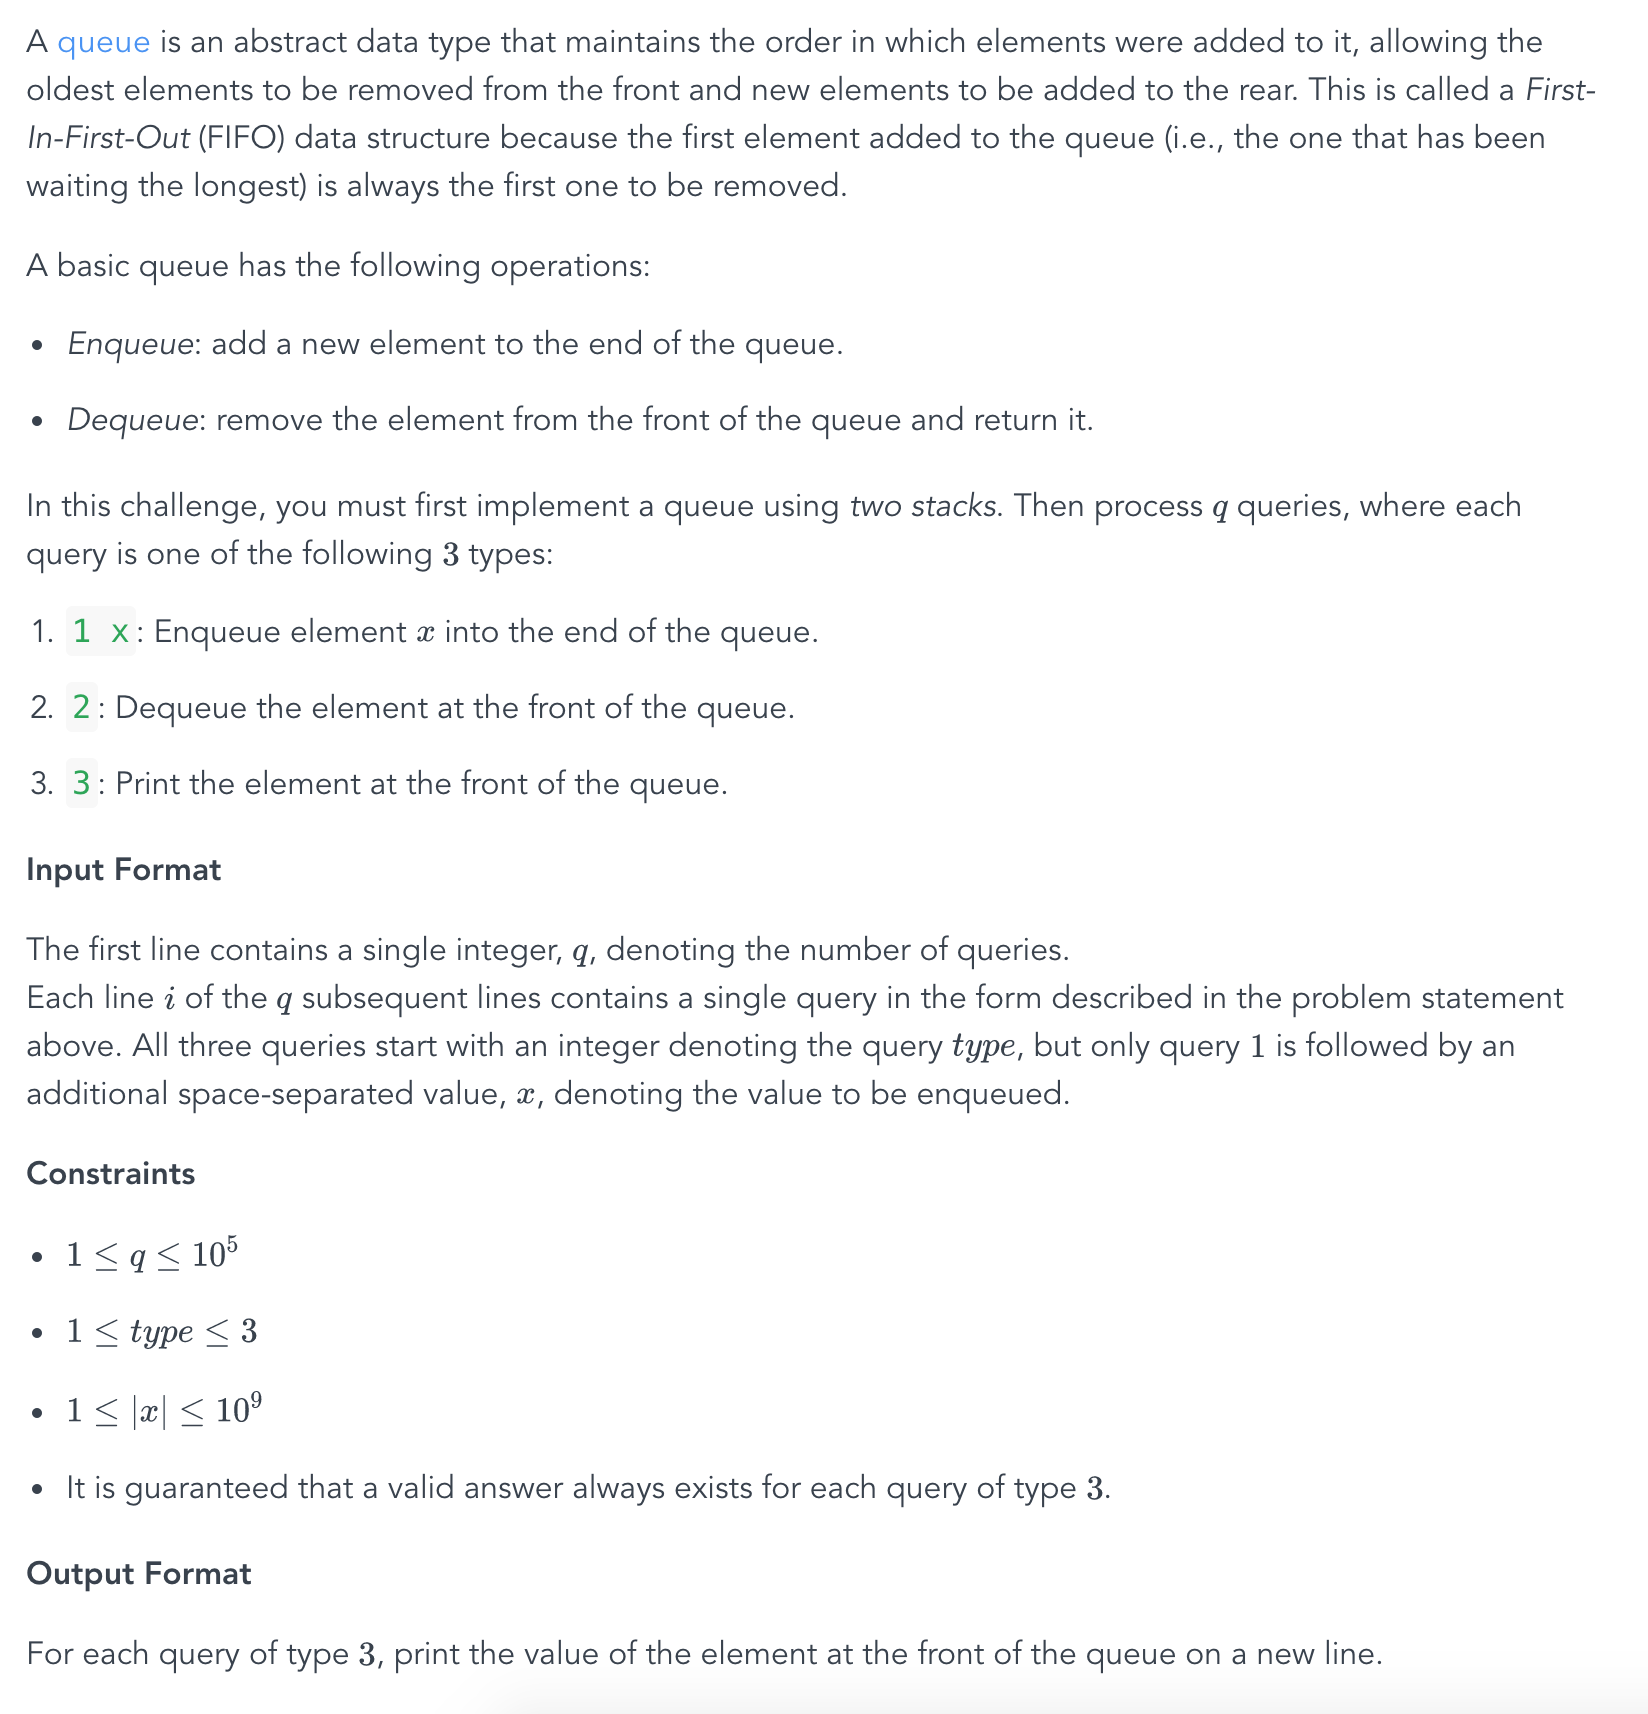 A queue is an abstract data type that maintains the order in which elements were added to it, allowing the
oldest elements to be removed from the front and new elements to be added to the rear. This is called a First-
In-First-Out (FIFO) data structure because the first element added to the queue (i.e., the one that has been
waiting the longest) is always the first one to be removed.
A basic queue has the following operations:
• Enqueue: add a new element to the end of the queue.
• Dequeue: remove the element from the front of the queue and return it.
In this challenge, you must first implement a queue using two stacks. Then process q queries, where each
query is one of the following 3 types:
1. 1 x: Enqueue element x into the end of the queue.
2. 2: Dequeue the element at the front of the queue.
3. 3: Print the element at the front of the queue.
Input Format
The first line contains a single integer, q, denoting the number of queries.
Each line i of the q subsequent lines contains a single query in the form described in the problem statement
above. All three queries start with an integer denoting the query type, but only query 1 is followed by an
additional space-separated value, x, denoting the value to be enqueued.
Constraints
• 1 ≤ q ≤ 10⁵
• 1 ≤ type ≤ 3
• 1 ≤ |x| ≤ 10⁹
• It is guaranteed that a valid answer always exists for each query of type 3.
Output Format
For each query of type 3, print the value of the element at the front of the queue on a new line.